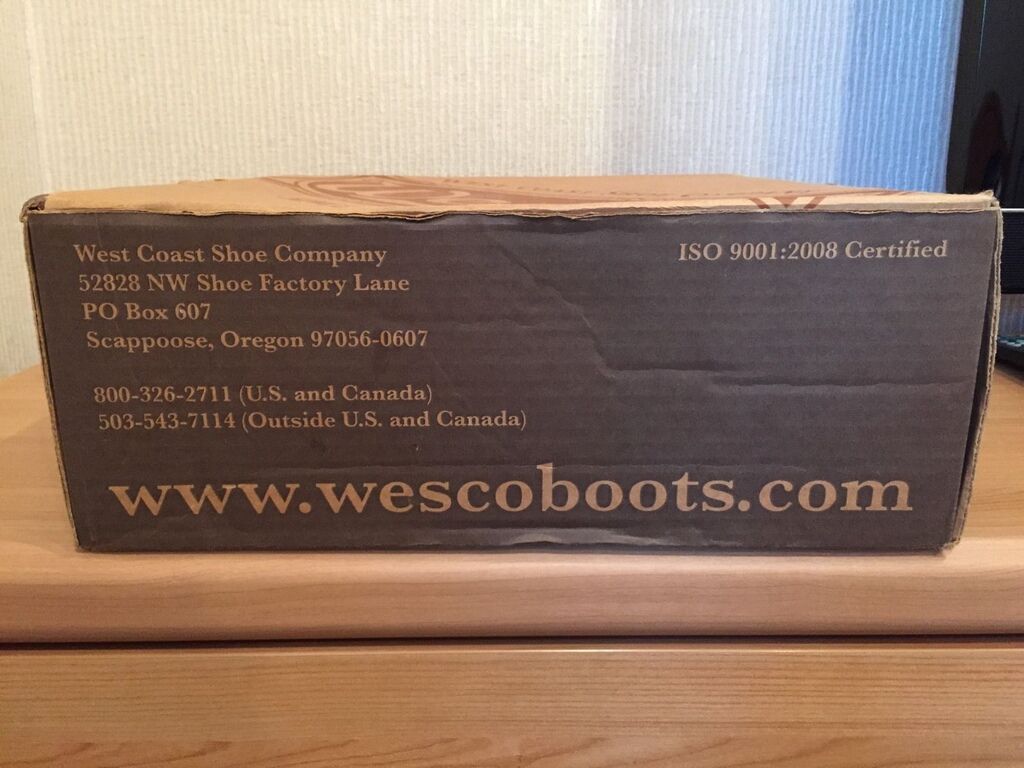 West Coast Shoe Company
ISO 9001:2008 Certified
52828 NW Shoe Factory Lane
PO Box 607
Scappoose, Oregon 97056-0607
800-326-2711 (U.S. and Canada)
503-543-7114 (Outside U.S. and Canada)
www.wescoboots.com